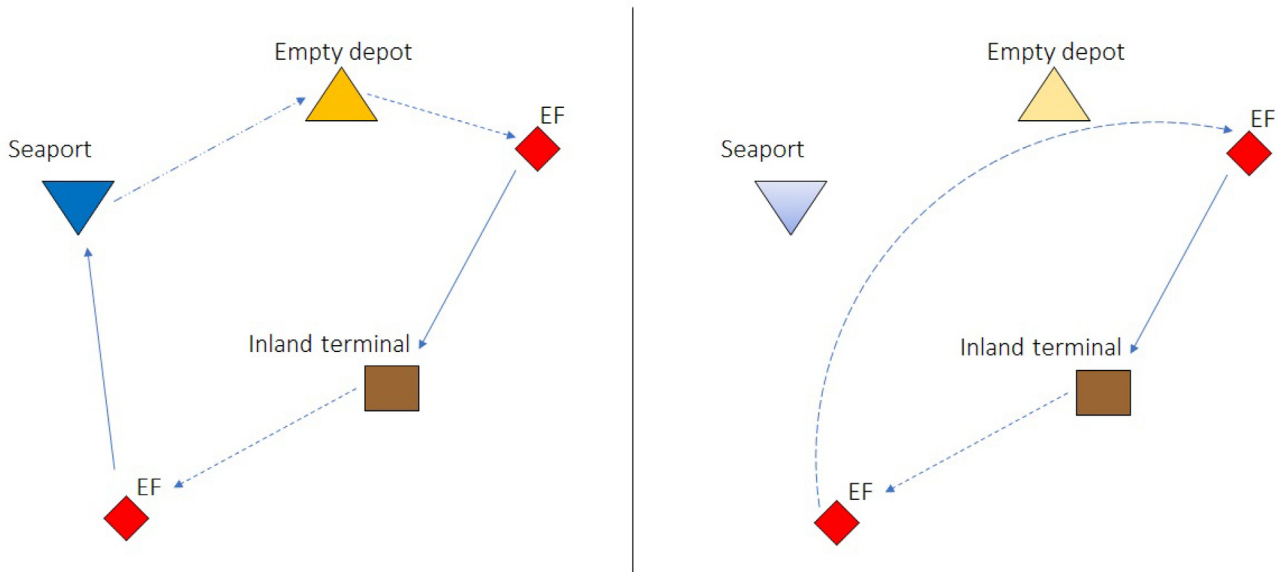 Empty depot
EF
Seaport
Inland terminal
EF
Empty depot
EF
Seaport
Inland terminal
EF